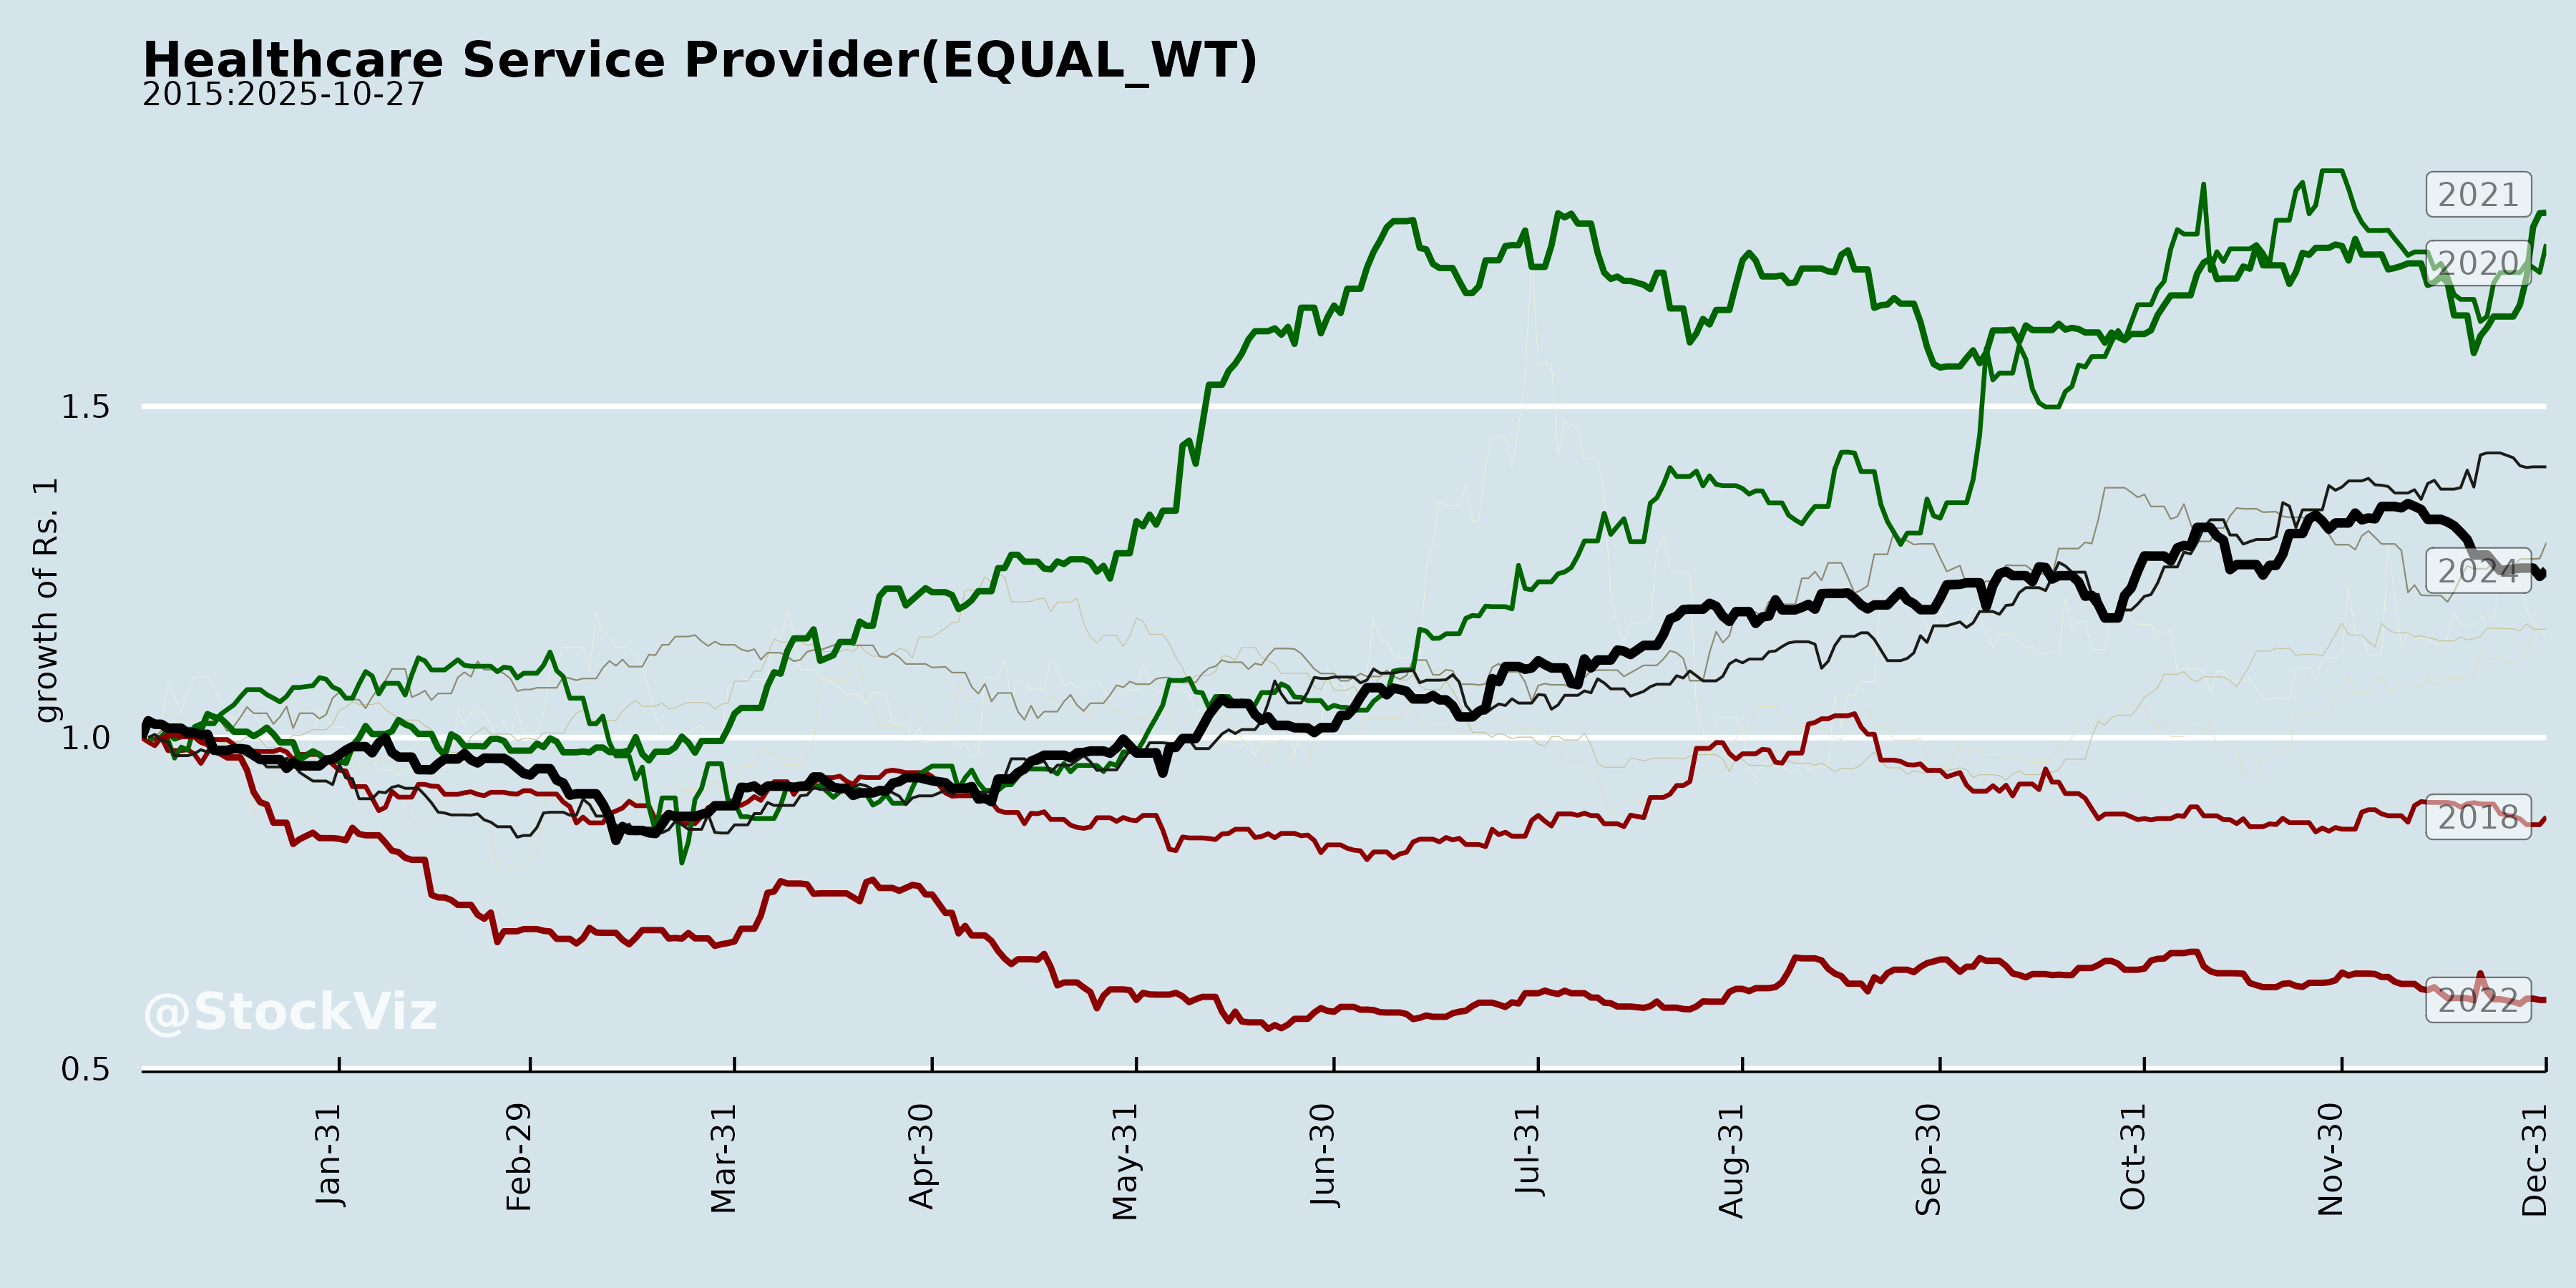 Healthcare Service Provider(EQUAL_WT)
2015:2025-10-27
growth of Rs. 1
1.5
1.0
0.5
2021
2020
2024
2018
2022
@StockViz
Jan-31
Feb-29
Mar-31
Apr-30
May-31
Jun-30
Jul-31
Aug-31
Sep-30
Oct-31
Nov-30
Dec-31